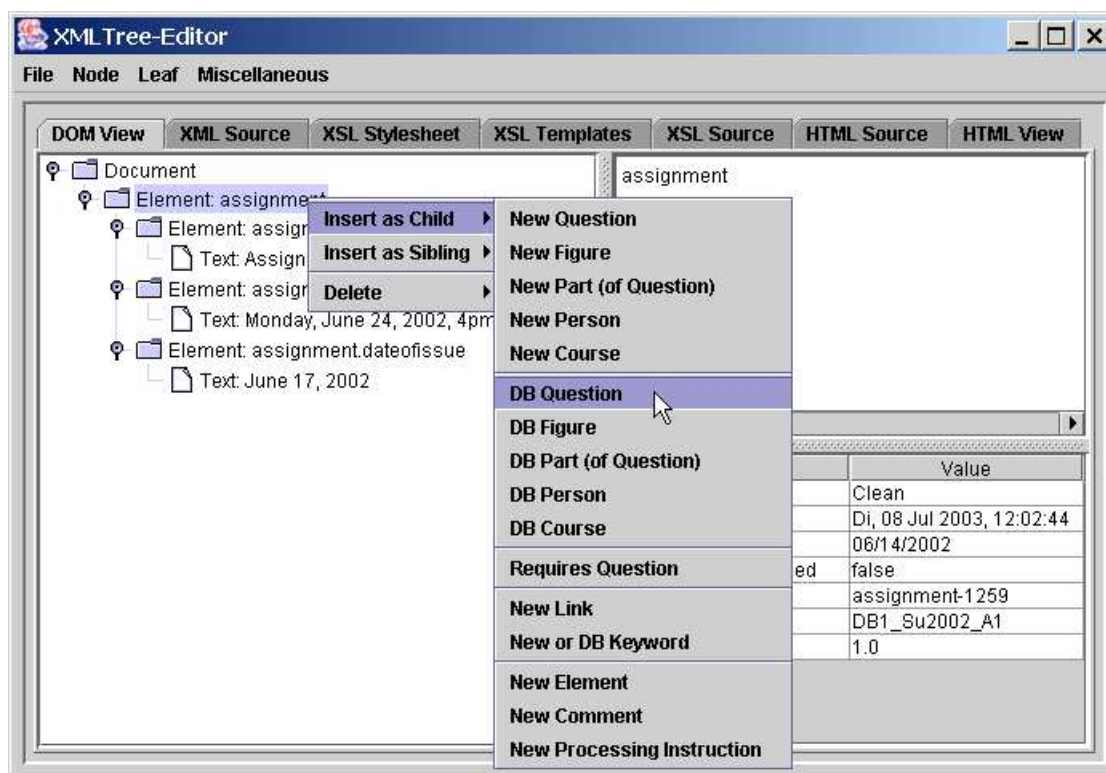 XMLTree-Editor
File Node Leaf Miscellaneous
DOM View XML Source XSL Stylesheet XSL Templates XSL Source HTML Source HTML View
Document
Element: assignme
Element: assigr
Text: Assign
Element: assigr
Text: Monday, June 24, 2002, 4pm
Element: assignment.dateofissue
Text: June 17, 2002
assignment
Insert as Child
Insert as Sibling
Delete
New Question
New Figure
New Part (of Question)
New Person
New Course
DB Question
DB Figure
DB Part (of Question)
DB Person
DB Course
Requires Question
New Link
New or DB Keyword
New Element
New Comment
New Processing Instruction
Value
Clean
Di, 08 Jul 2003, 12:02:44
06/14/2002
ed false
assignment-1259
DB1_Su2002_A1
1.0